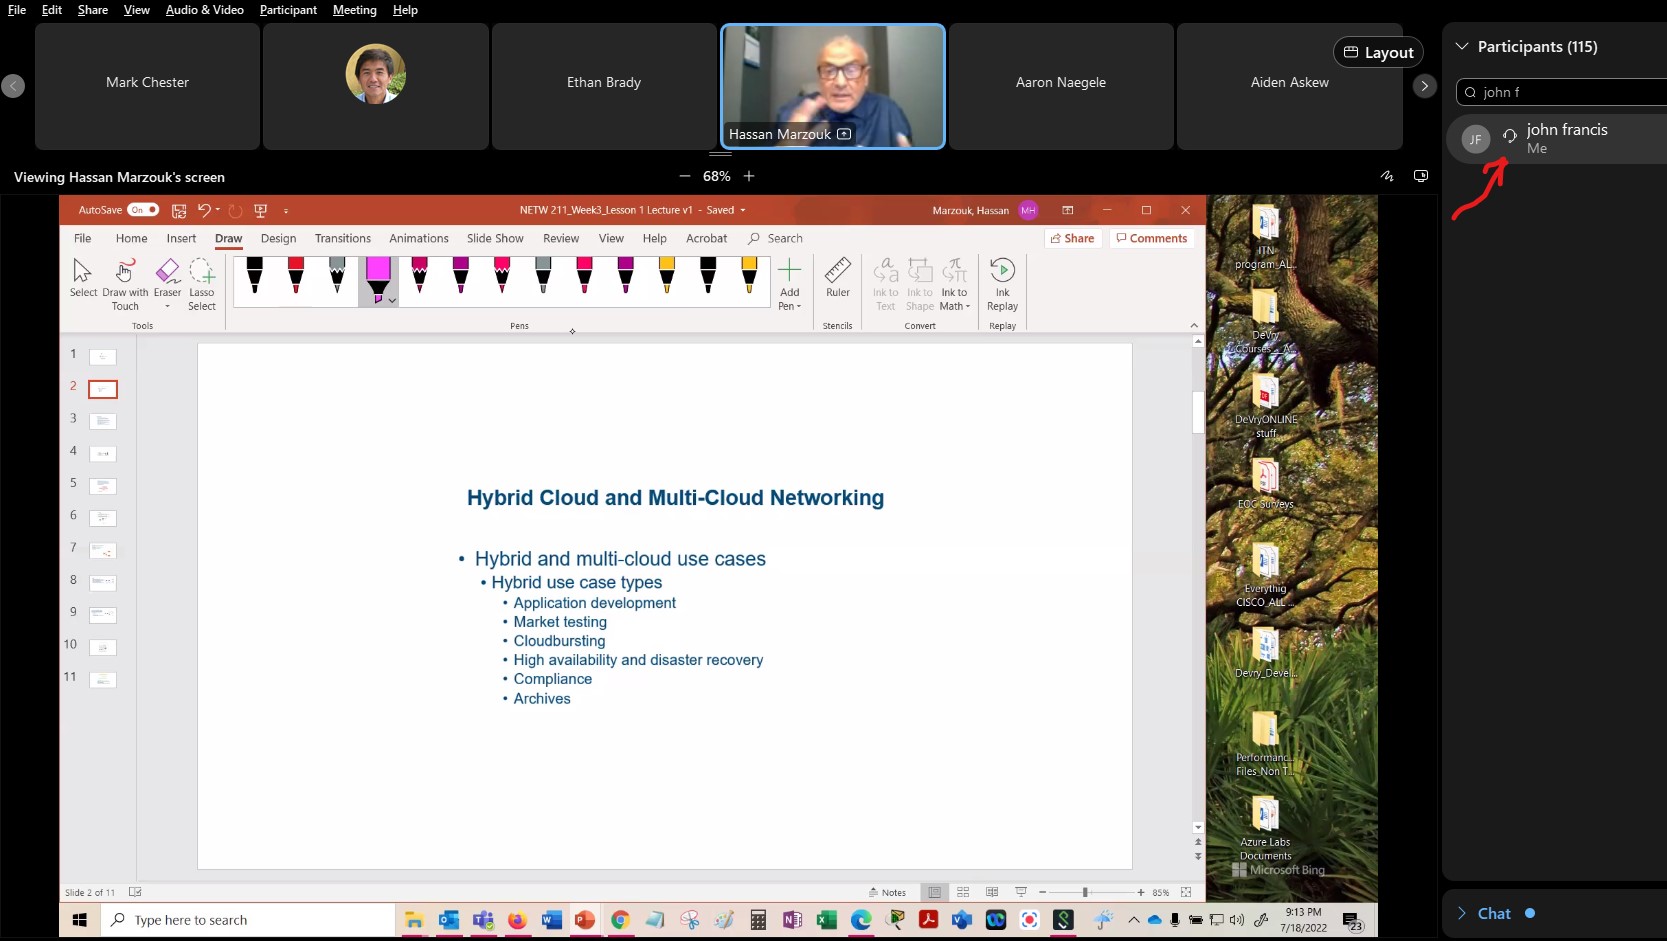 File Edit Share View Audio & Video Participant Meeting Help
Mark Chester
Ethan Brady
Hassan Marzouk
Aaron Naegele
Aiden Askew
Layout
Participants (115)
john f
JF
john francis
Me
Viewing Hassan Marzouk's screen
68%
AutoSave On
NETW 211_Week3_Lesson 1 Lecture v1 - Saved
Marzouk, Hassan MH
File Home Insert Draw Design Transitions Animations Slide Show Review View Help Acrobat Search
Share
Comments
Select
Draw with Touch
Eraser
Lasso Select
Tools
Pens
Add Pen
Ruler
Stencils
Ink to Text
Ink to Shape
Ink to Math
Convert
Ink Replay
Replay
1
2
3
4
5
6
7
8
9
10
11
Hybrid Cloud and Multi-Cloud Networking
• Hybrid and multi-cloud use cases
• Hybrid use case types
• Application development
• Market testing
• Cloudbursting
• High availability and disaster recovery
• Compliance
• Archives
ITN
program_AL...
DeVry
Courses__A...
DeVryONLINE
stuff
EOC Surveys
Everythig
CISCO_ALL ...
Devry_Devel...
Performanc...
Files_Non T...
Azure Labs
Documents
Microsoft Bing
Slide 2 of 11
Notes
85%
Type here to search
9:13 PM
7/18/2022
23
Chat